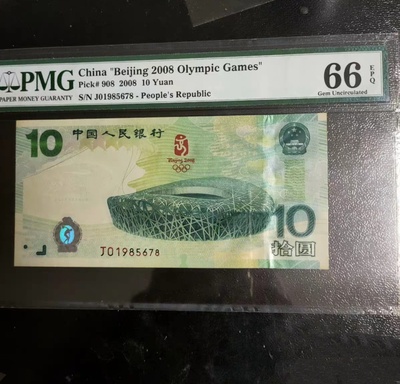 PMG
PAPER MONEY GUARANTY
China "Beijing 2008 Olympic Games"
Pick# 908 2008 10 Yuan
S/N J01985678 - People's Republic
66 EPQ
Gem Uncirculated
10 中国人民银行
Beijing 2008
10
拾圆
J01985678